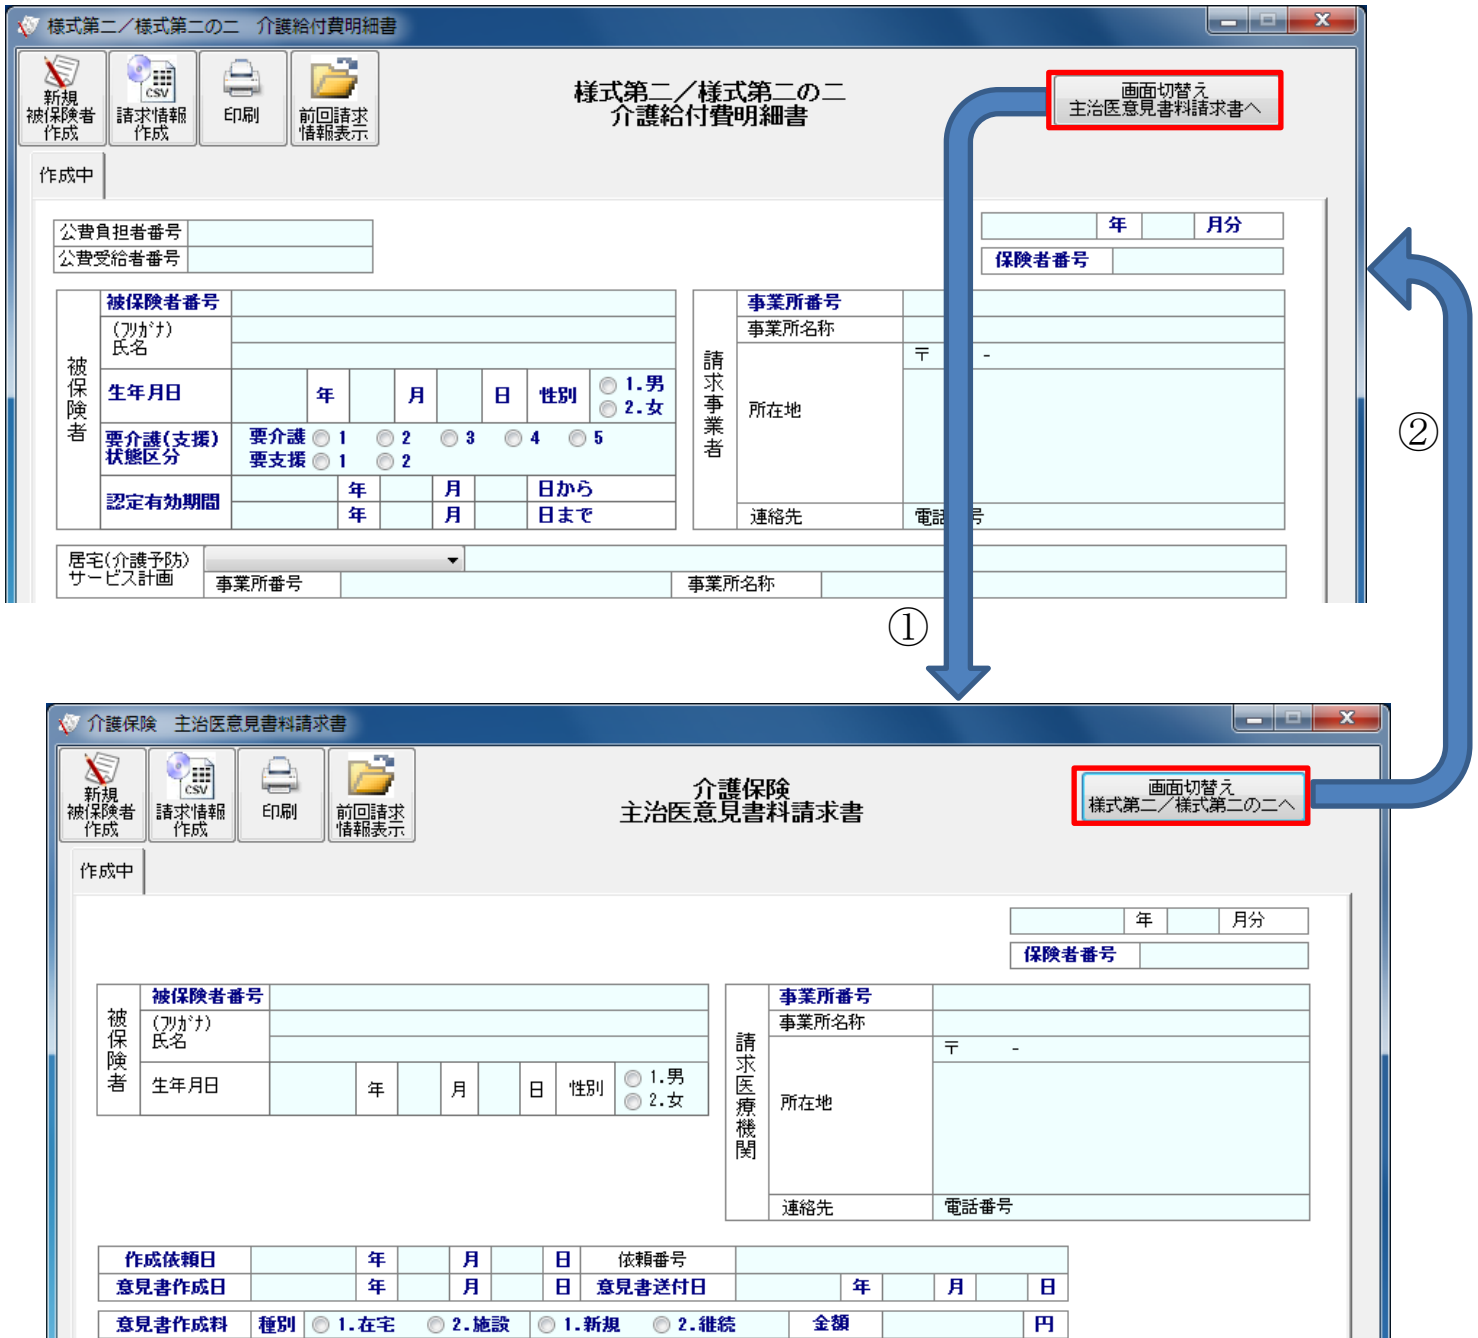 様式第二／様式第二の二　介護給付費明細書
新規
被保険者
作成
CSV
請求情報
作成
印刷
前回請求
情報表示
様式第二／様式第二の二
介護給付費明細書
画面切替え
主治医意見書料請求書へ
作成中
公費負担者番号
公費受給者番号
年 月分
保険者番号
被保険者
被保険者番号
(フリガナ)
氏名
生年月日 年 月 日 性別 1.男 2.女
要介護(支援)
状態区分
要介護 1 2 3 4 5
要支援 1 2
認定有効期間
年 月 日から
年 月 日まで
請求事業者
事業所番号
事業所名称
所在地
〒 -
連絡先 電話 号
居宅(介護予防)
サービス計画
事業所番号 事業所名称
①
②
介護保険　主治医意見書料請求書
新規
被保険者
作成
CSV
請求情報
作成
印刷
前回請求
情報表示
介護保険
主治医意見書料請求書
画面切替え
様式第二／様式第二の二へ
作成中
年 月分
保険者番号
被保険者
被保険者番号
(フリガナ)
氏名
生年月日 年 月 日 性別 1.男 2.女
請求医療機関
事業所番号
事業所名称
所在地
〒 -
連絡先 電話番号
作成依頼日 年 月 日 依頼番号
意見書作成日 年 月 日 意見書送付日 年 月 日
意見書作成料 種別 1.在宅 2.施設 1.新規 2.継続 金額 円